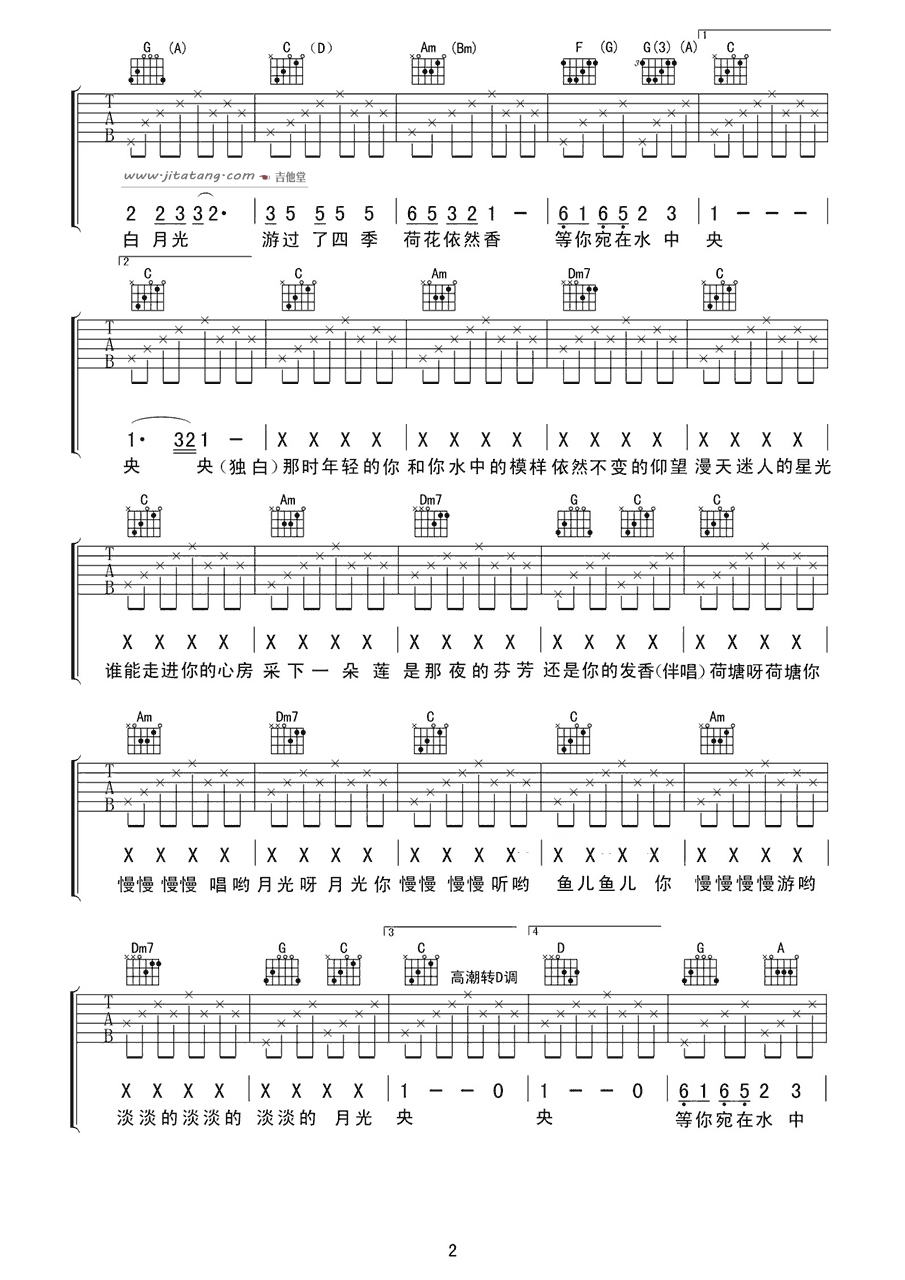 1
G (A) C (D) Am (Bm) F (G) G(3) (A) C
3
T A B
www.jitatang.com 吉他堂
2 2 3 3 2• | 3 5 5 5 5 | 6 5 3 2 1 － | 6 1 6 5 2 3 | 1 － － － |
白 月光 游过 了四 季 荷花依然香 等你宛在水 中 央
2
C C Am Dm7 C
T A B
1• 3 2 1 － | X X X X | X X X X | X X X X | X X X X |
央 央(独白)那时年轻的你 和你水中的模样 依然不变的仰望 漫天迷人的星光
C Am Dm7 G C C
T A B
X X X X | X X X X | X X X X | X X X X | X X X X |
谁能走进你的心房 采下一朵莲 是那夜的芬芳 还是你的发香(伴唱)荷塘呀荷塘你
Am Dm7 C C Am
T A B
X X X X | X X X X | X X X X | X X X X | X X X X |
慢慢 慢慢 唱哟 月光呀 月光你 慢慢 慢慢听哟 鱼儿鱼儿 你 慢慢慢慢游哟
3 4
Dm7 G C C D G A
高潮转D调
T A B
X X X X | X X X X | 1 － － 0 | 1 － － 0 | 6 1 6 5 2 3 |
淡淡的淡淡的 淡淡的 月光 央 央 等你宛在水 中
2